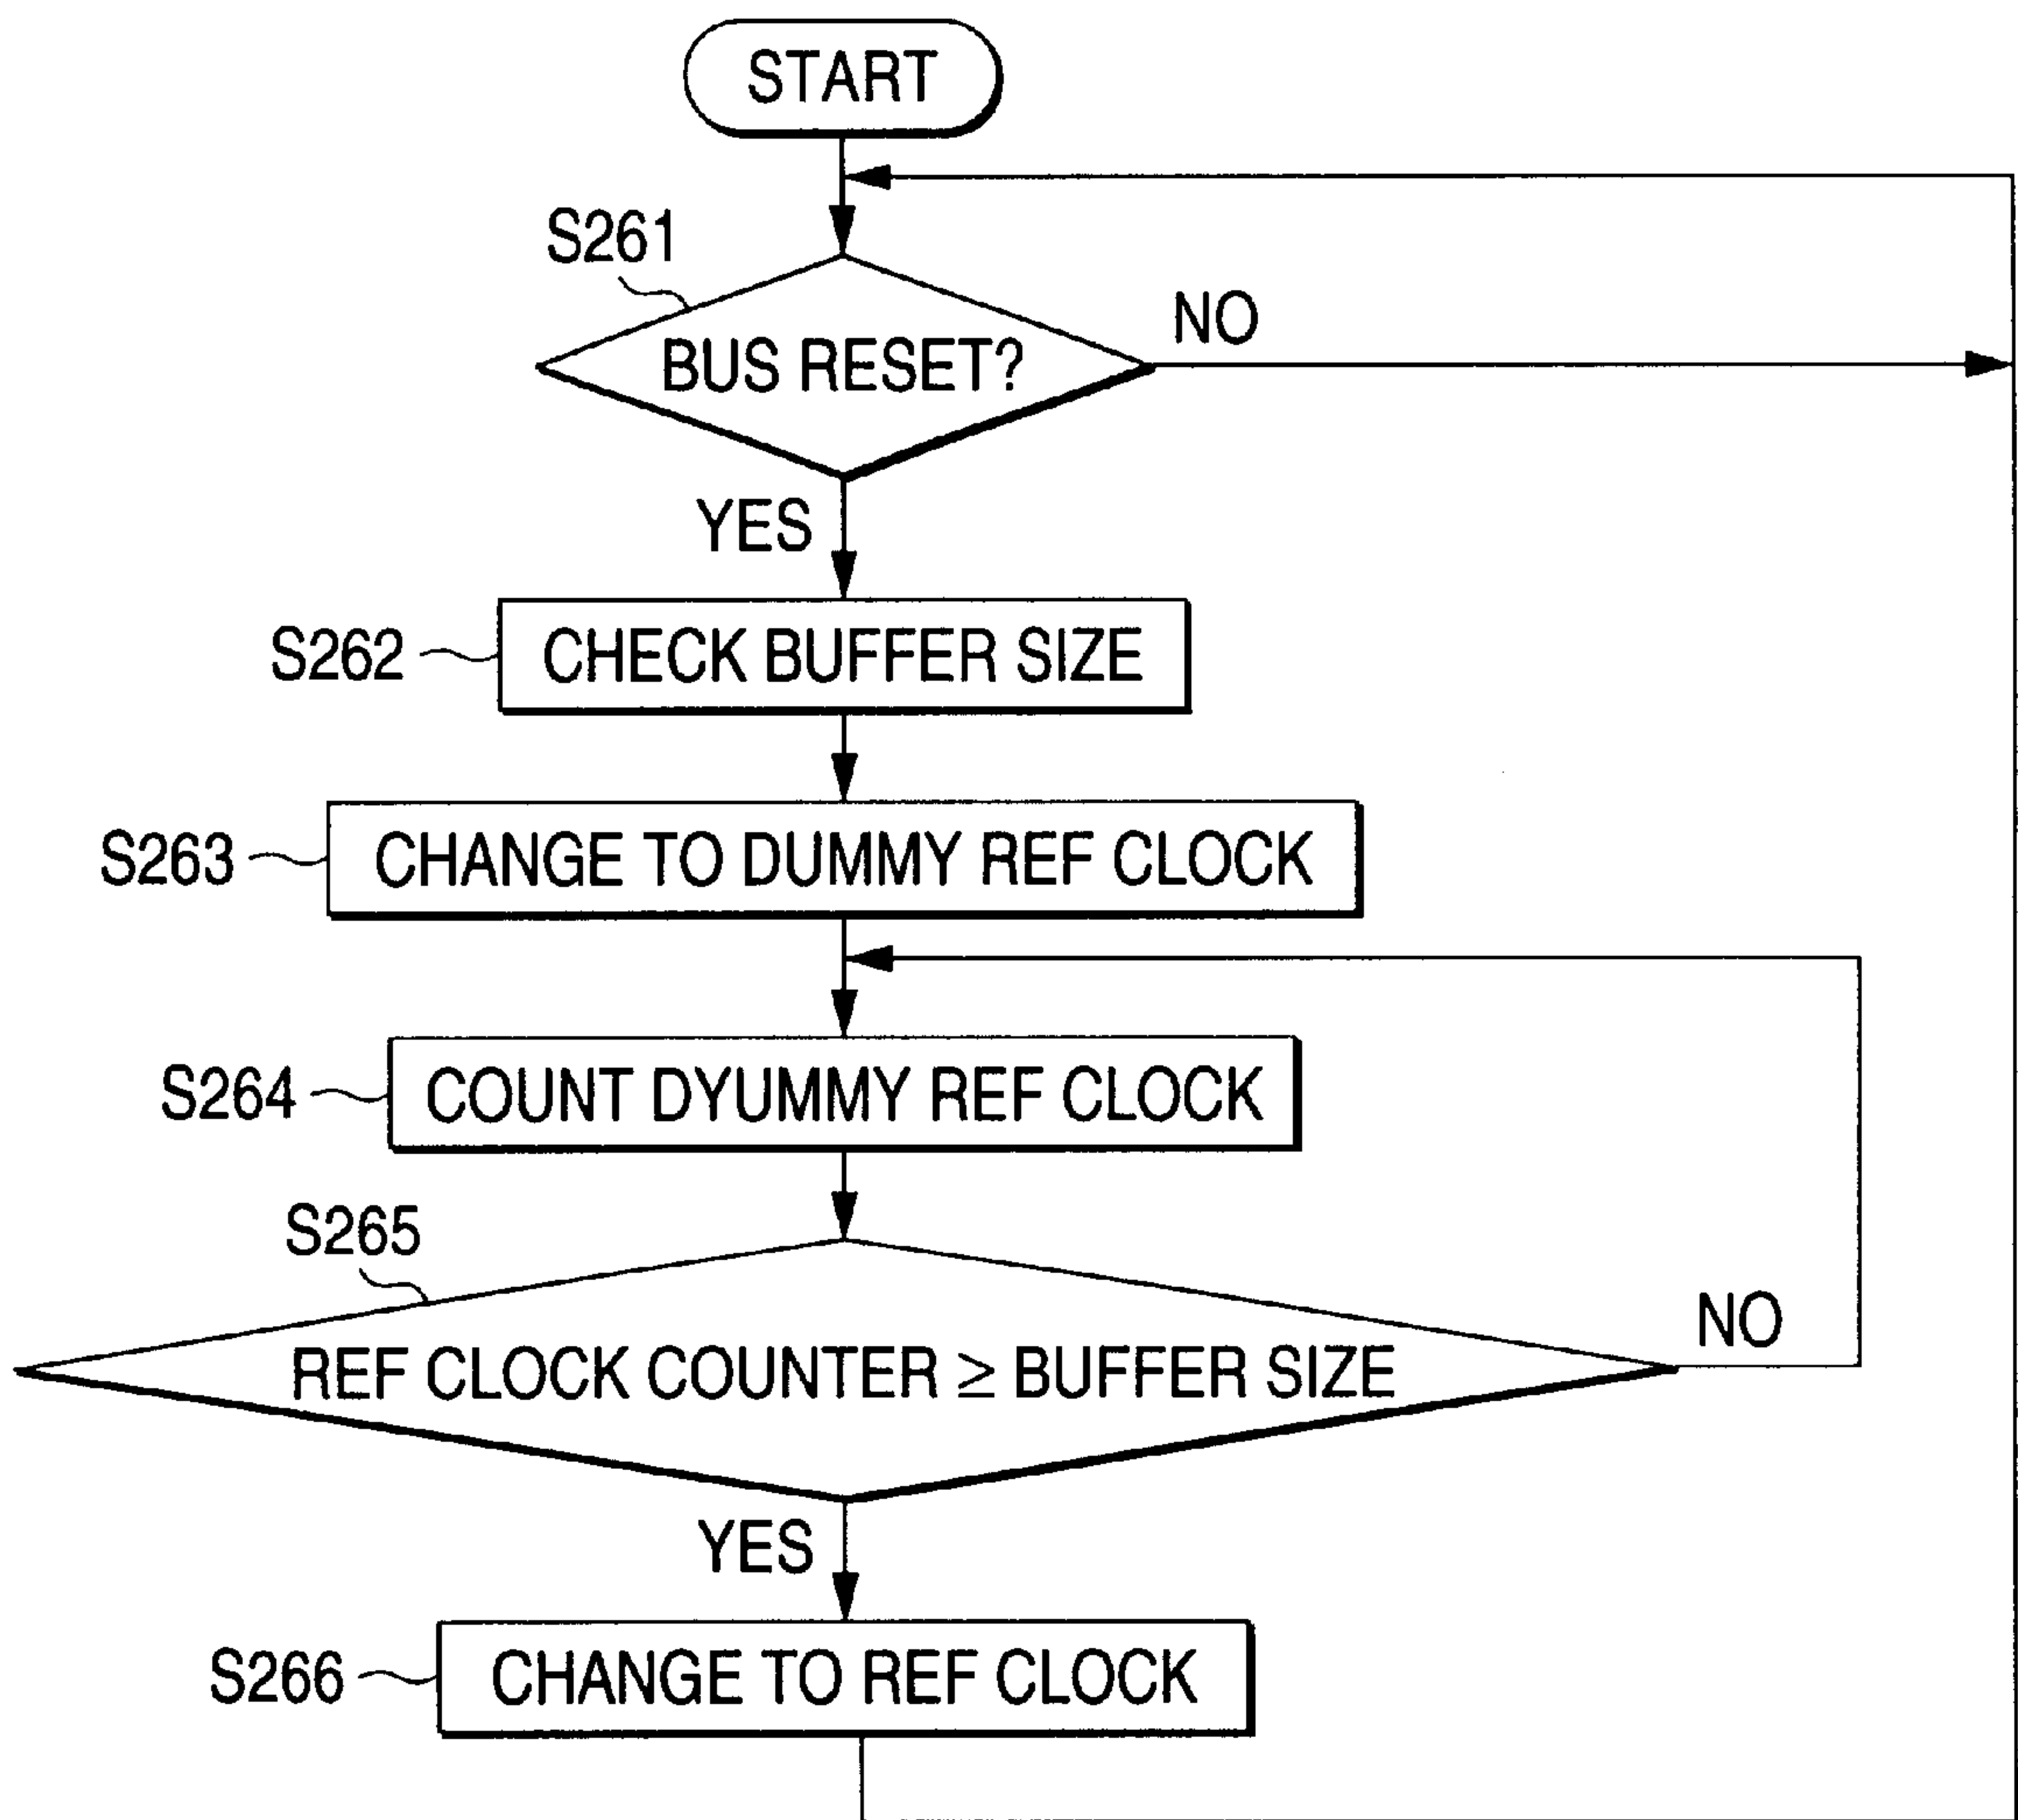 START
S261
BUS RESET?
NO
YES
S262
CHECK BUFFER SIZE
S263
CHANGE TO DUMMY REF CLOCK
S264
COUNT DYUMMY REF CLOCK
S265
NO
REF CLOCK COUNTER ≥ BUFFER SIZE
YES
S266
CHANGE TO REF CLOCK